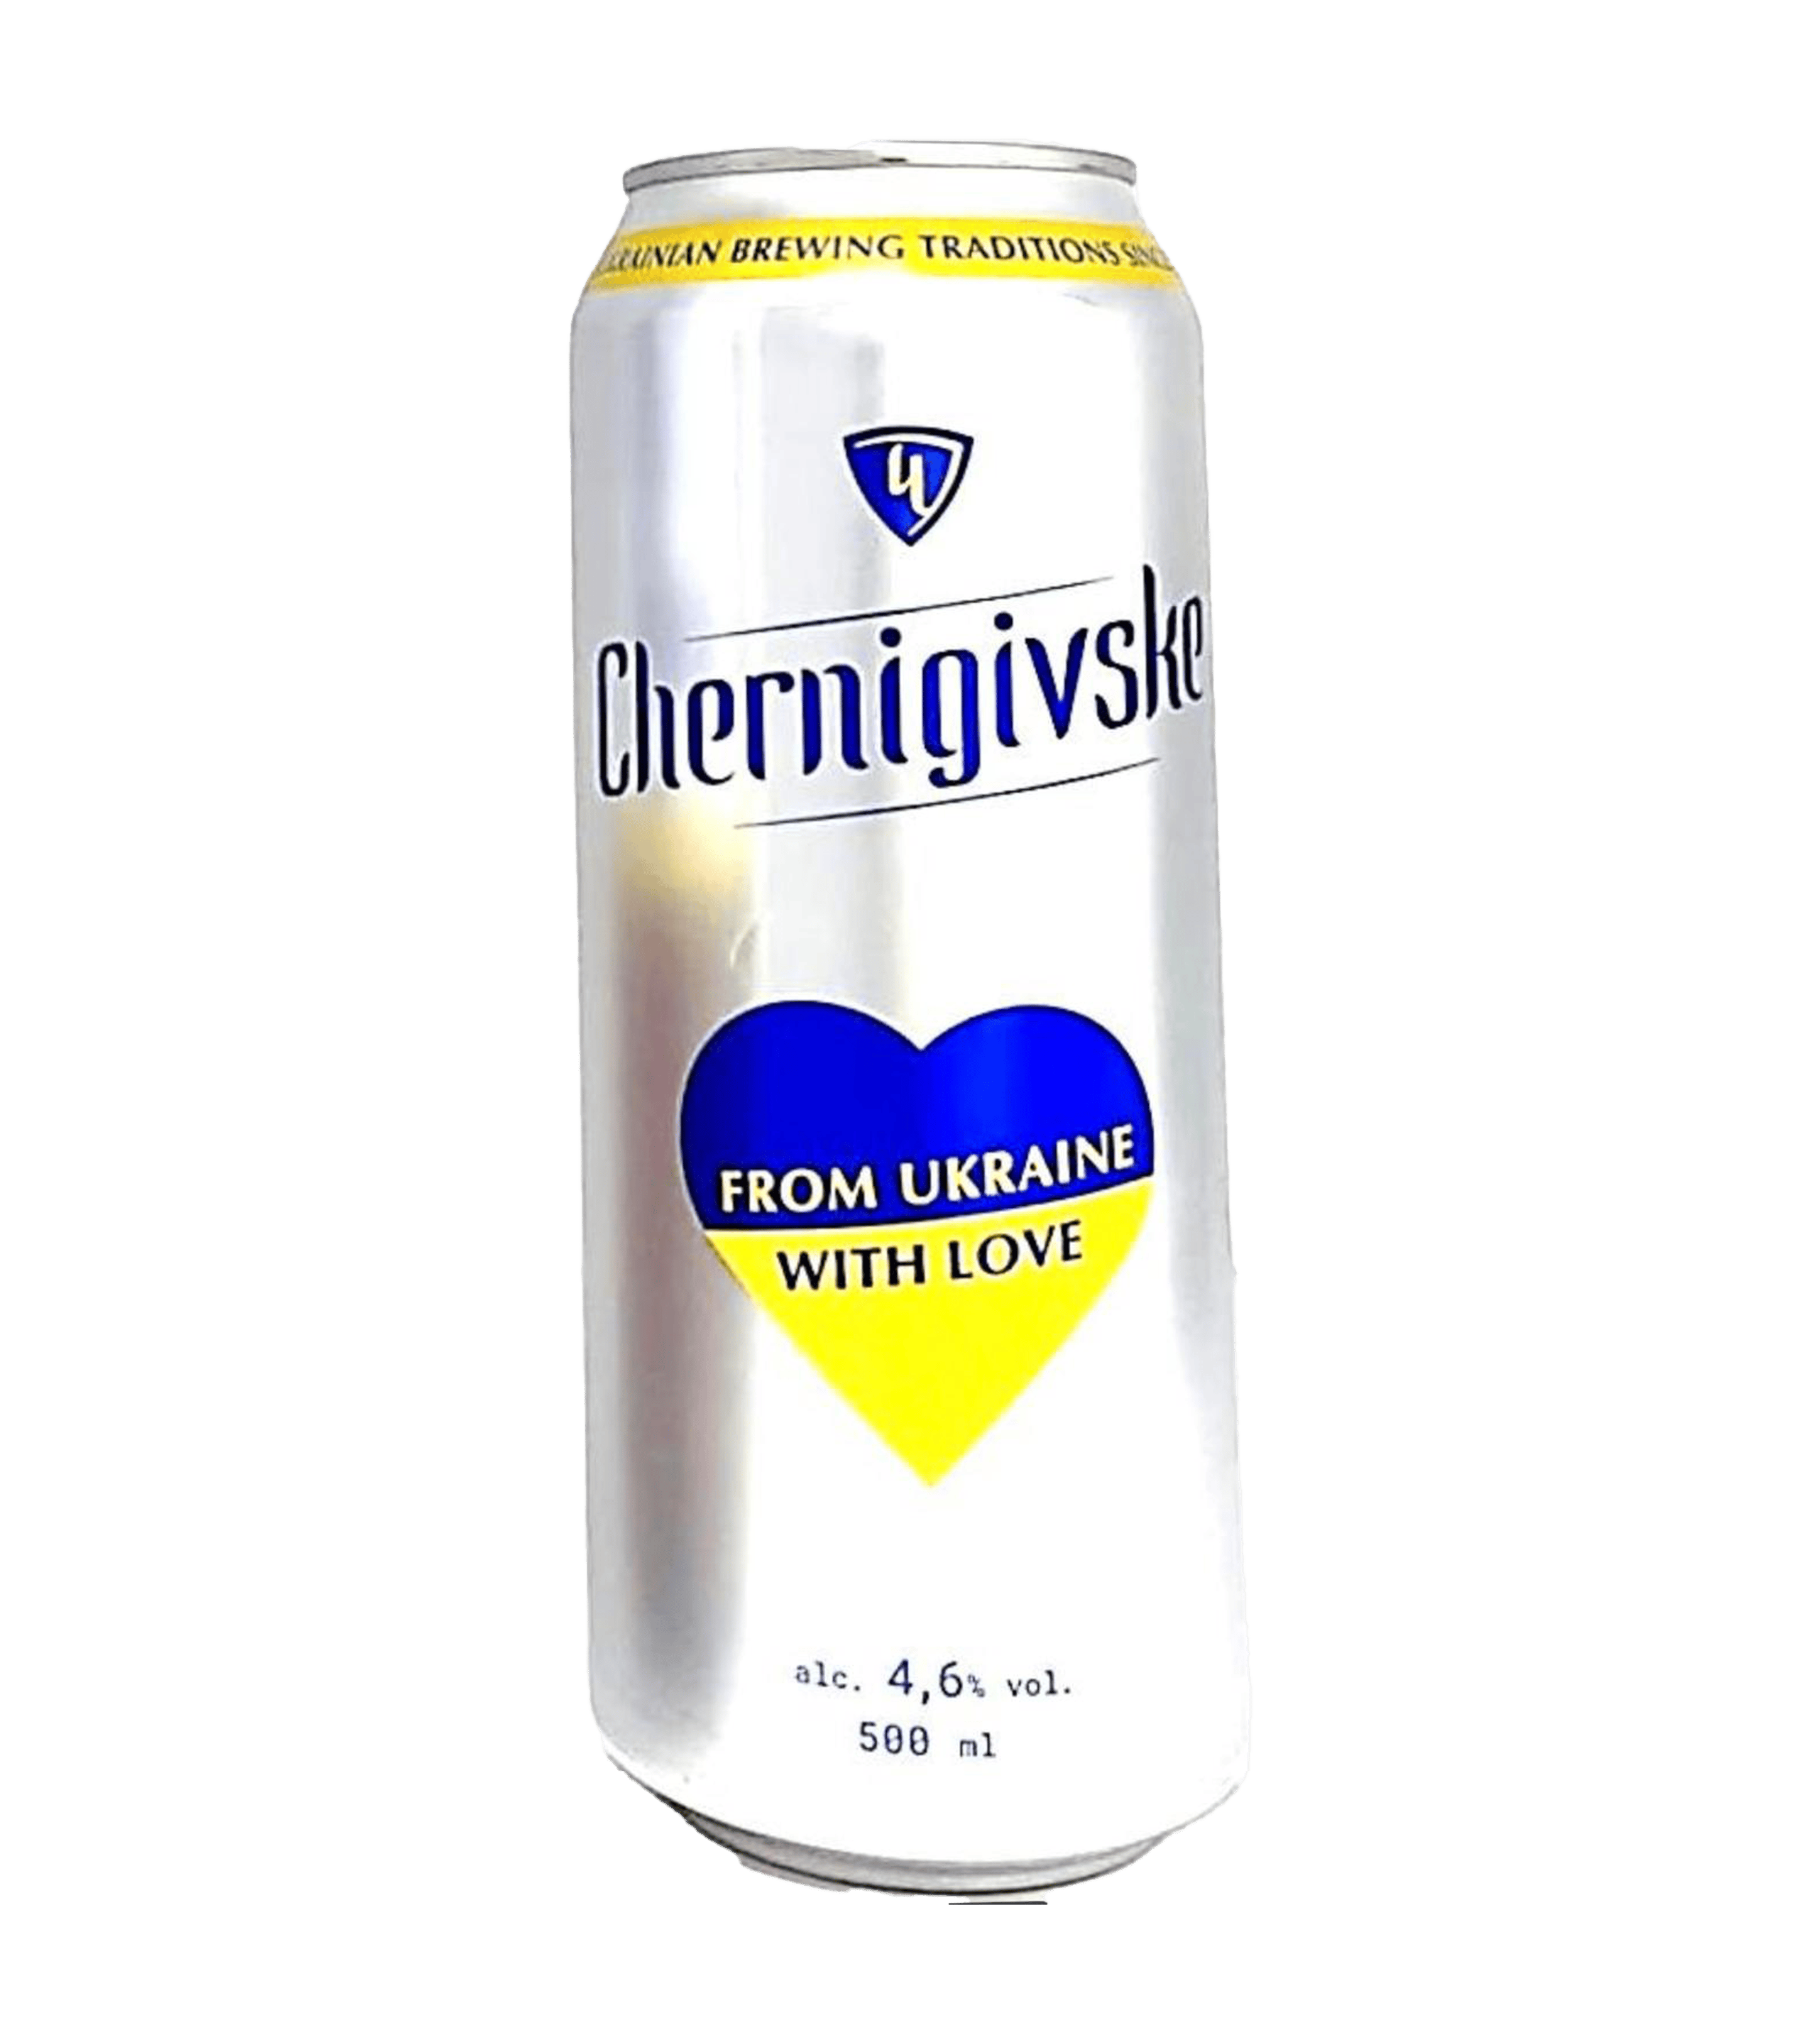 BREWING TRADITIONS
Ч
Chernigivske
FROM UKRAINE
WITH LOVE
alc. 4,6% vol.
500 ml